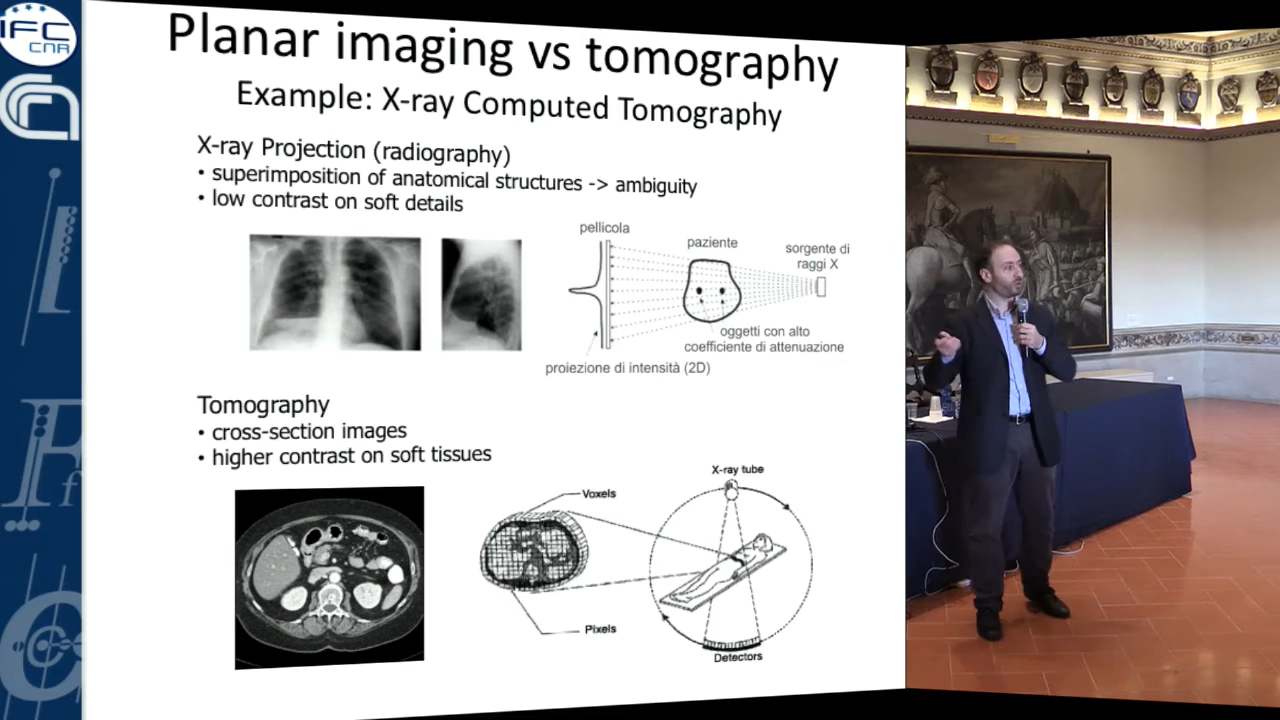 IFC
CNR
Planar imaging vs tomography
Example: X-ray Computed Tomography
X-ray Projection (radiography)
• superimposition of anatomical structures -> ambiguity
• low contrast on soft details
pellicola
paziente
sorgente di
raggi X
oggetti con alto
coefficiente di attenuazione
proiezione di intensità (2D)
Tomography
• cross-section images
• higher contrast on soft tissues
Voxels
Pixels
X-ray tube
Detectors